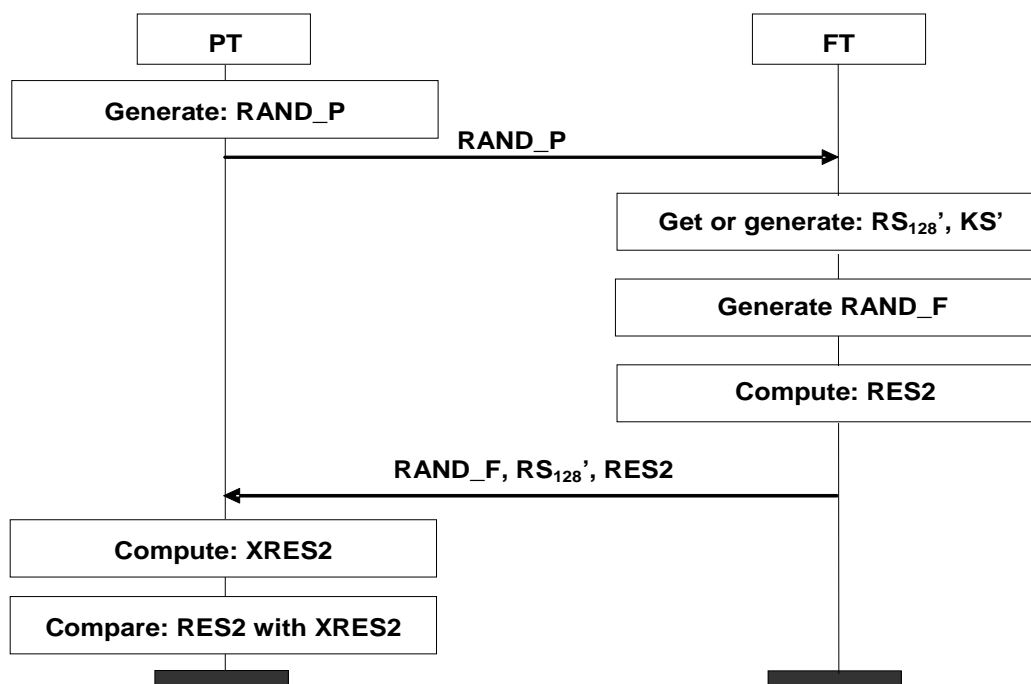 PT
FT
Generate: RAND_P
RAND_P
Get or generate: RS₁₂₈’, KS’
Generate RAND_F
Compute: RES2
RAND_F, RS₁₂₈’, RES2
Compute: XRES2
Compare: RES2 with XRES2